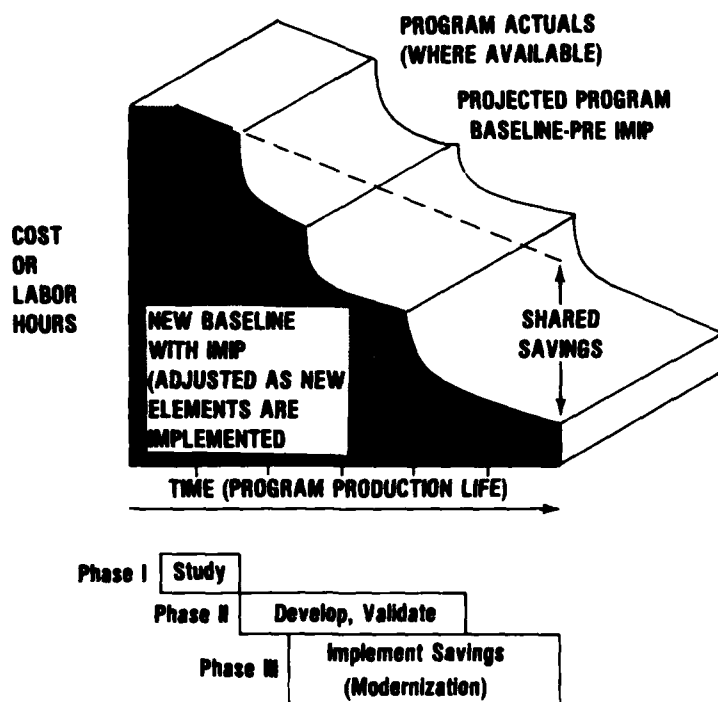 PROGRAM ACTUALS
(WHERE AVAILABLE)
PROJECTED PROGRAM
BASELINE-PRE IMIP
COST
OR
LABOR
HOURS
NEW BASELINE
WITH IMIP
(ADJUSTED AS NEW
ELEMENTS ARE
IMPLEMENTED
SHARED
SAVINGS
TIME (PROGRAM PRODUCTION LIFE)
Phase I
Study
Phase II
Develop, Validate
Phase III
Implement Savings
(Modernization)